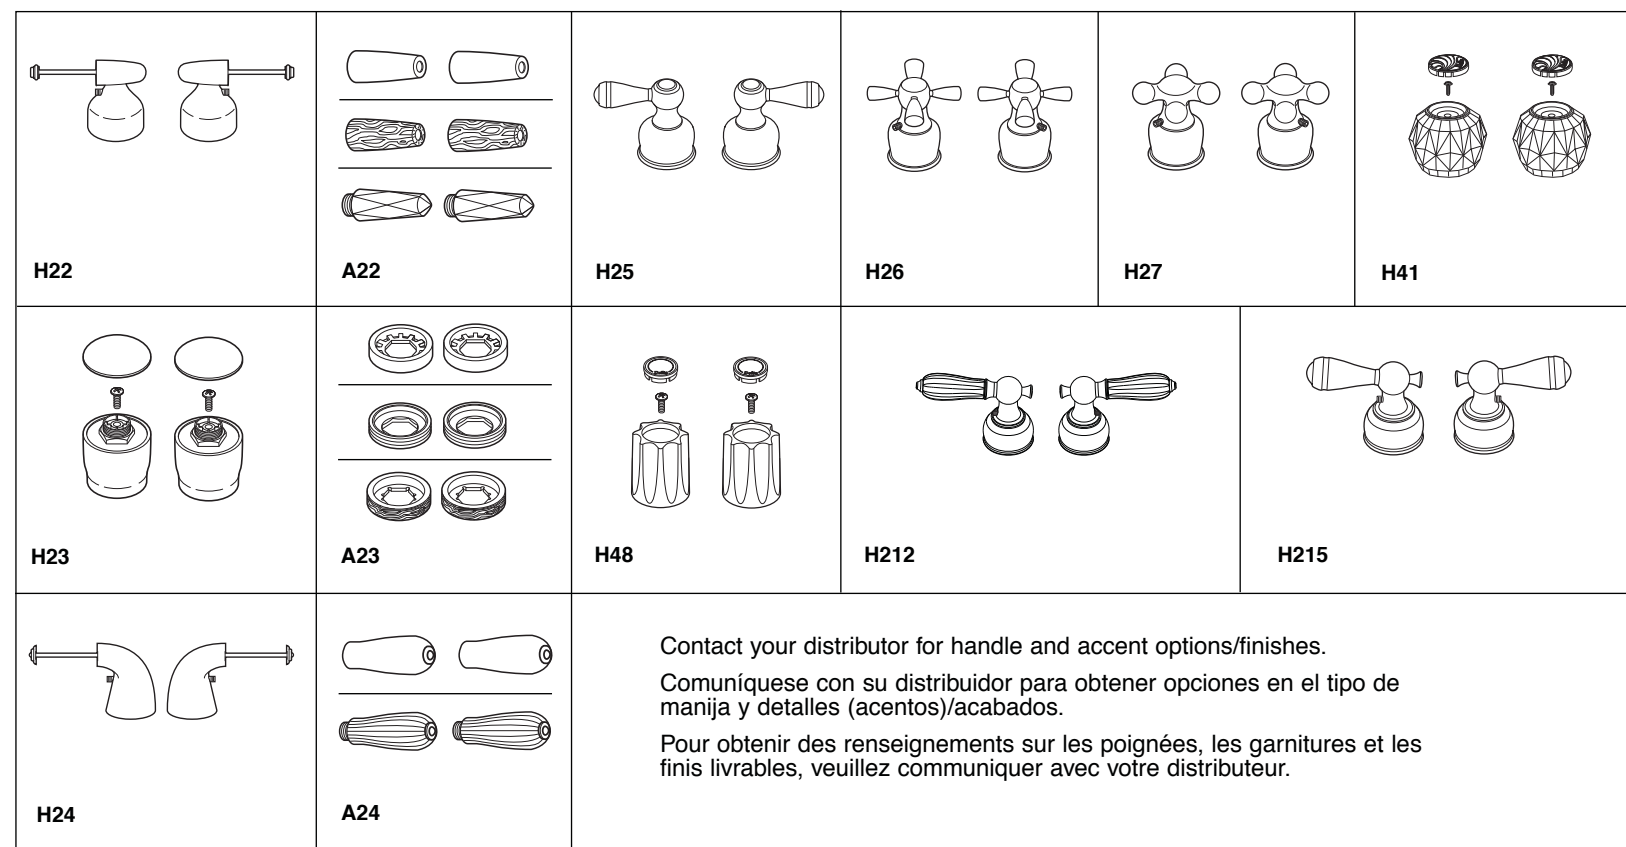 H22
A22
H25
H26
H27
H41
H23
A23
H48
H212
H215
H24
A24
Contact your distributor for handle and accent options/finishes.
Comuníquese con su distribuidor para obtener opciones en el tipo de
manija y detalles (acentos)/acabados.
Pour obtenir des renseignements sur les poignées, les garnitures et les
finis livrables, veuillez communiquer avec votre distributeur.